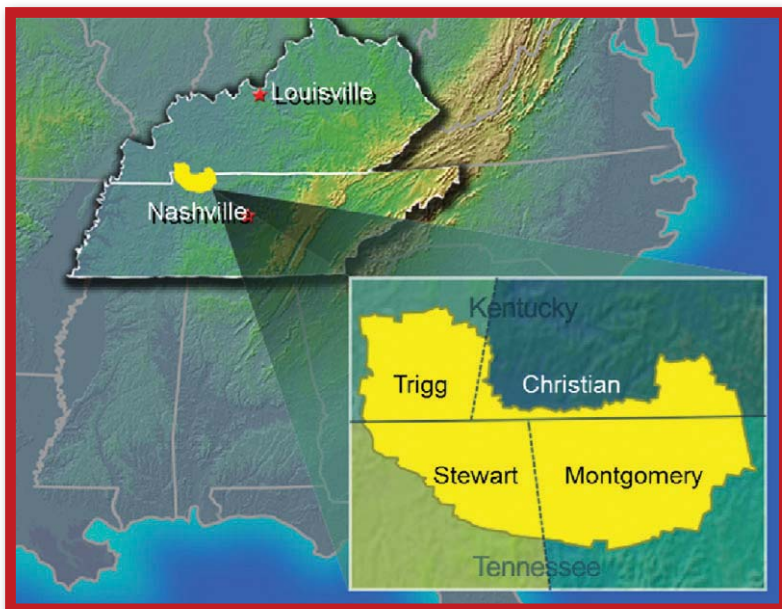 Louisville
Nashville
Kentucky
Trigg
Christian
Stewart
Montgomery
Tennessee